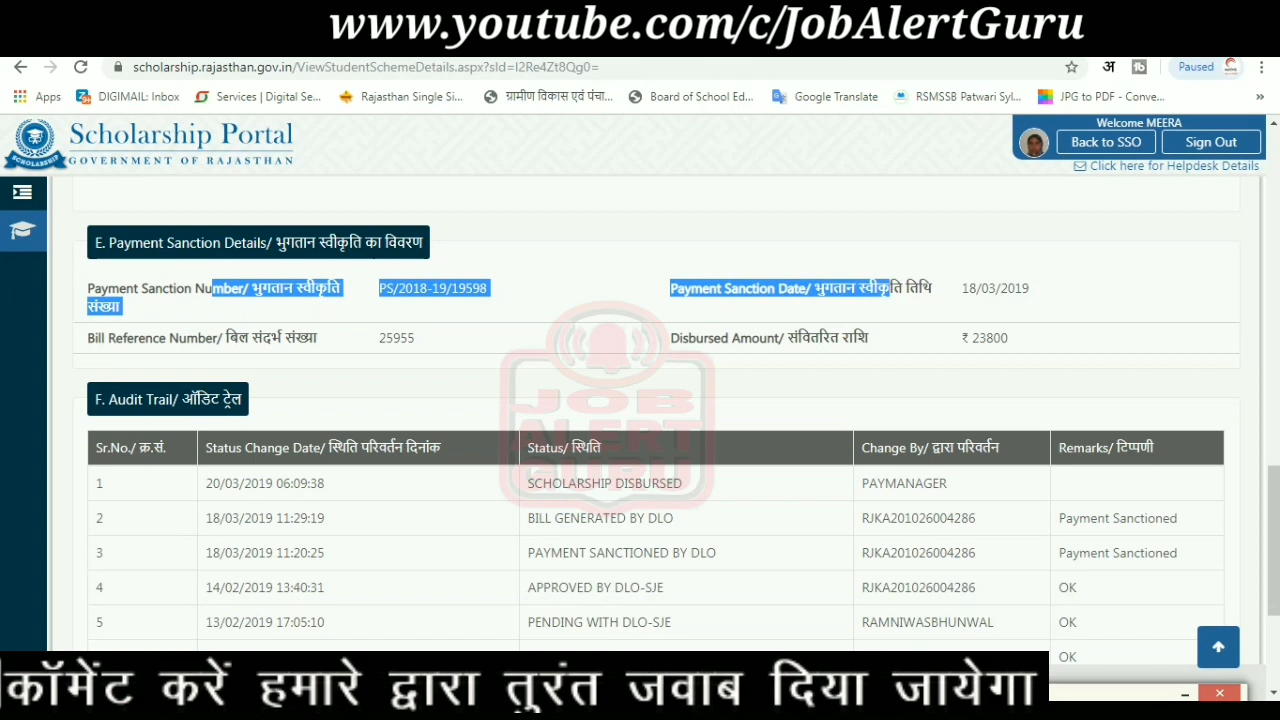 www.youtube.com/c/JobAlertGuru
scholarship.rajasthan.gov.in/ViewStudentSchemeDetails.aspx?sId=I2Re4Zt8Qg0=
अ
Paused
Apps
DIGIMAIL: Inbox
Services | Digital Se...
Rajasthan Single Si...
ग्रामीण विकास एवं पंचा...
Board of School Ed...
Google Translate
RSMSSB Patwari Syl...
JPG to PDF - Conve...
»
SCHOLARSHIP
Scholarship Portal
GOVERNMENT OF RAJASTHAN
Welcome MEERA
Back to SSO
Sign Out
Click here for Helpdesk Details
E. Payment Sanction Details/ भुगतान स्वीकृति का विवरण
Payment Sanction Number/ भुगतान स्वीकृति संख्या PS/2018-19/19598 Payment Sanction Date/ भुगतान स्वीकृति तिथि 18/03/2019
Bill Reference Number/ बिल संदर्भ संख्या 25955 Disbursed Amount/ संवितरित राशि ₹ 23800
JOB
ALERT
GURU
F. Audit Trail/ ऑडिट ट्रेल
Sr.No./ क्र.सं. Status Change Date/ स्थिति परिवर्तन दिनांक Status/ स्थिति Change By/ द्वारा परिवर्तन Remarks/ टिप्पणी
1 20/03/2019 06:09:38 SCHOLARSHIP DISBURSED PAYMANAGER
2 18/03/2019 11:29:19 BILL GENERATED BY DLO RJKA201026004286 Payment Sanctioned
3 18/03/2019 11:20:25 PAYMENT SANCTIONED BY DLO RJKA201026004286 Payment Sanctioned
4 14/02/2019 13:40:31 APPROVED BY DLO-SJE RJKA201026004286 OK
5 13/02/2019 17:05:10 PENDING WITH DLO-SJE RAMNIWASBHUNWAL OK
OK
कॉमेंट करें हमारे द्वारा तुरंत जवाब दिया जायेगा